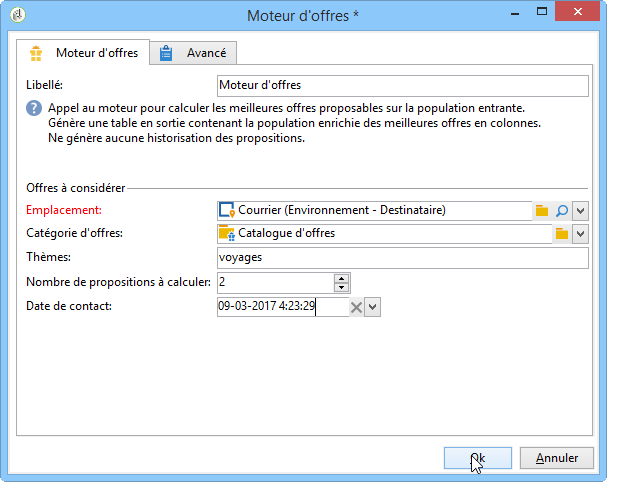 Moteur d'offres *
Moteur d'offres
Avancé
Libellé: Moteur d'offres
Appel au moteur pour calculer les meilleures offres proposables sur la population entrante.
Génère une table en sortie contenant la population enrichie des meilleures offres en colonnes.
Ne génère aucune historisation des propositions.
Offres à considérer
Emplacement: Courrier (Environnement - Destinataire)
Catégorie d'offres: Catalogue d'offres
Thèmes: voyages
Nombre de propositions à calculer: 2
Date de contact: 09-03-2017 4:23:29
Ok
Annuler